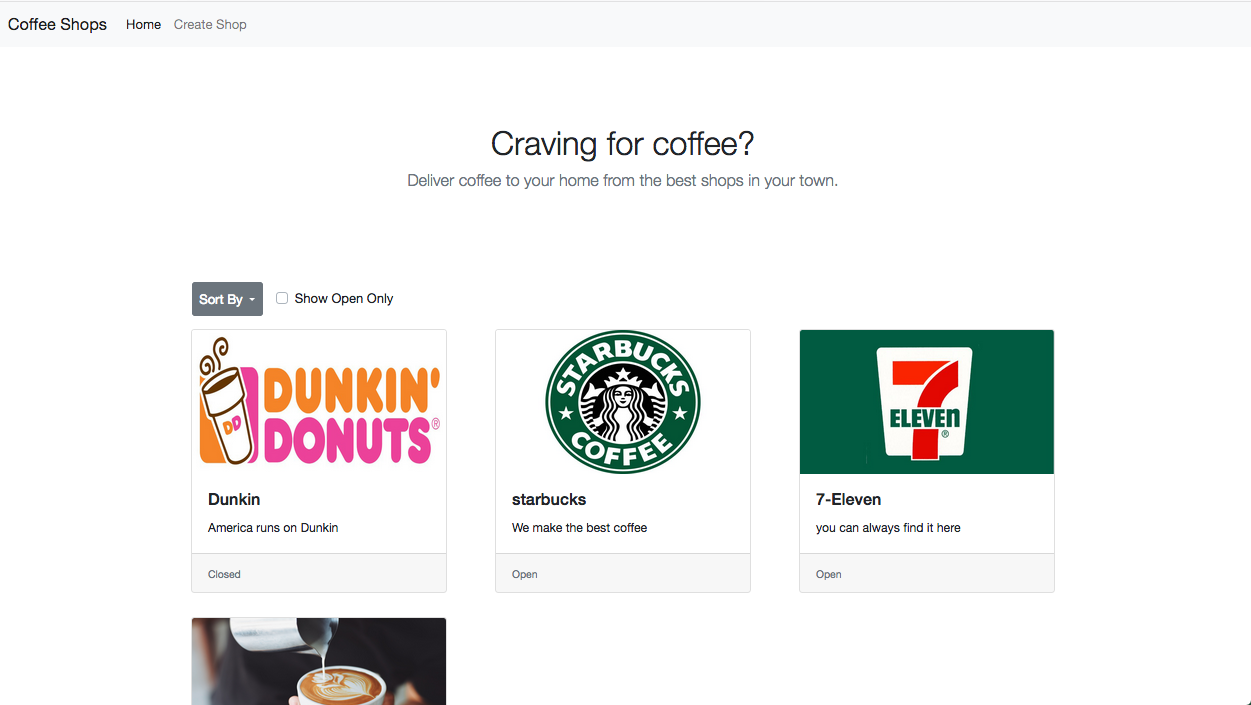 Coffee Shops Home Create Shop
Craving for coffee?
Deliver coffee to your home from the best shops in your town.
Sort By Show Open Only
DUNKIN'
DONUTS®
DD
Dunkin
America runs on Dunkin
Closed
STARBUCKS
COFFEE
starbucks
We make the best coffee
Open
7
ELEVEn
®
7-Eleven
you can always find it here
Open